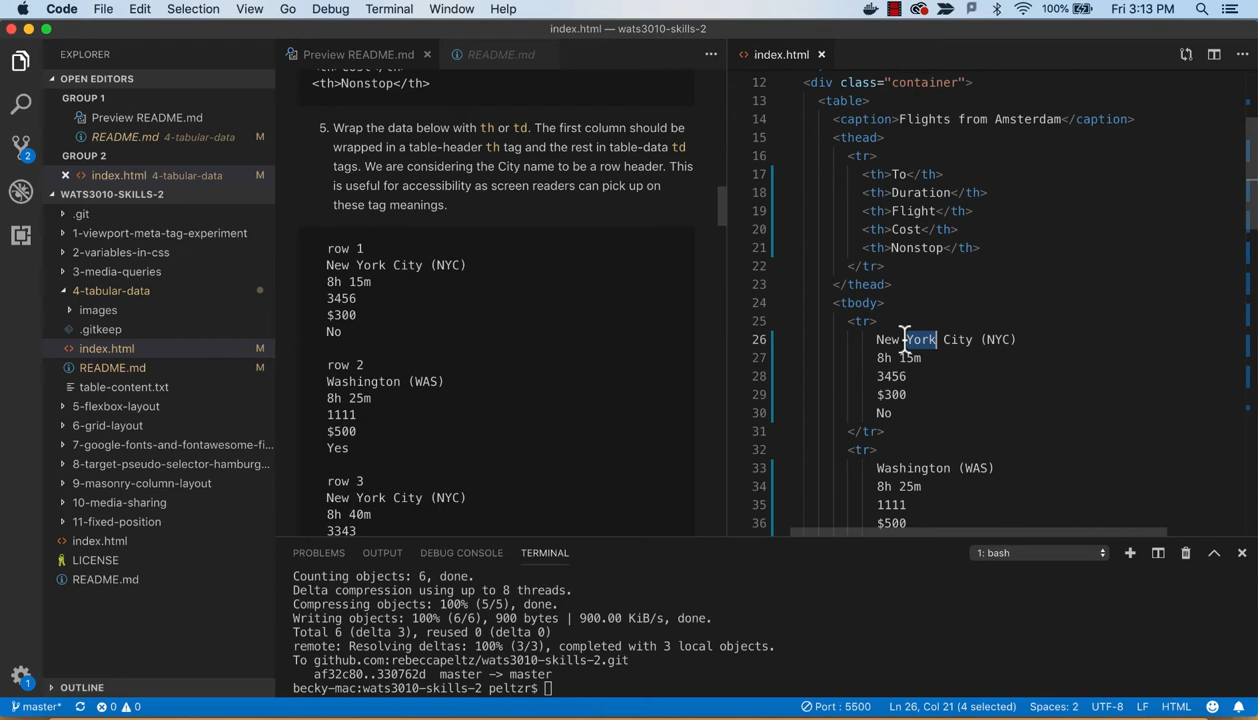 Code File Edit Selection View Go Debug Terminal Window Help 100% Fri 3:13 PM
index.html — wats3010-skills-2
EXPLORER
OPEN EDITORS
GROUP 1
Preview README.md
README.md 4-tabular-data M
GROUP 2
index.html 4-tabular-data M
WATS3010-SKILLS-2
.git
1-viewport-meta-tag-experiment
2-variables-in-css
3-media-queries
4-tabular-data
images
.gitkeep
index.html M
README.md M
table-content.txt
5-flexbox-layout
6-grid-layout
7-google-fonts-and-fontawesome-fi...
8-target-pseudo-selector-hamburg...
9-masonry-column-layout
10-media-sharing
11-fixed-position
index.html
LICENSE
README.md
OUTLINE
2
1
Preview README.md
README.md
<th>Nonstop</th>
5. Wrap the data below with th or td. The first column should be
wrapped in a table-header th tag and the rest in table-data td
tags. We are considering the City name to be a row header. This
is useful for accessibility as screen readers can pick up on
these tag meanings.
row 1
New York City (NYC)
8h 15m
3456
$300
No
row 2
Washington (WAS)
8h 25m
1111
$500
Yes
row 3
New York City (NYC)
8h 40m
3343
index.html
12 <div class="container">
13 <table>
14 <caption>Flights from Amsterdam</caption>
15 <thead>
16 <tr>
17 <th>To</th>
18 <th>Duration</th>
19 <th>Flight</th>
20 <th>Cost</th>
21 <th>Nonstop</th>
22 </tr>
23 </thead>
24 <tbody>
25 <tr>
26 New York City (NYC)
27 8h 15m
28 3456
29 $300
30 No
31 </tr>
32 <tr>
33 Washington (WAS)
34 8h 25m
35 1111
36 $500
PROBLEMS OUTPUT DEBUG CONSOLE TERMINAL 1: bash
Counting objects: 6, done.
Delta compression using up to 8 threads.
Compressing objects: 100% (5/5), done.
Writing objects: 100% (6/6), 900 bytes | 900.00 KiB/s, done.
Total 6 (delta 3), reused 0 (delta 0)
remote: Resolving deltas: 100% (3/3), completed with 3 local objects.
To github.com:rebeccapeltz/wats3010-skills-2.git
af32c80..330762d master -> master
becky-mac:wats3010-skills-2 peltzr$
master* 0 0 Port : 5500 Ln 26, Col 21 (4 selected) Spaces: 2 UTF-8 LF HTML